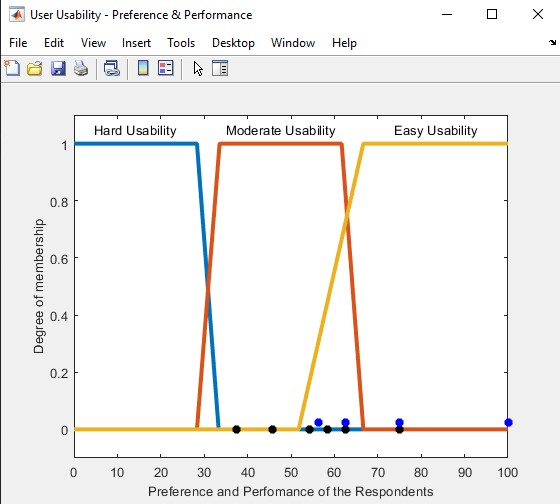 User Usability - Preference & Performance
File Edit View Insert Tools Desktop Window Help
Hard Usability Moderate Usability Easy Usability
1
0.8
0.6
0.4
0.2
0
Degree of membership
0 10 20 30 40 50 60 70 80 90 100
Preference and Perfomance of the Respondents